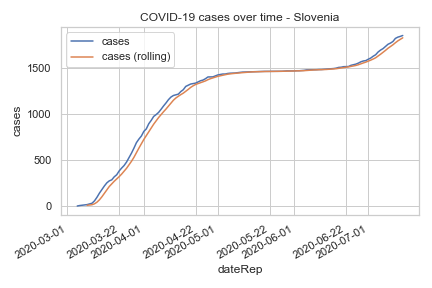 COVID-19 cases over time - Slovenia
cases
cases (rolling)
1500
1000
500
0
cases
2020-03-01
2020-03-22
2020-04-01
2020-04-22
2020-05-01
2020-05-22
2020-06-01
2020-06-22
2020-07-01
dateRep